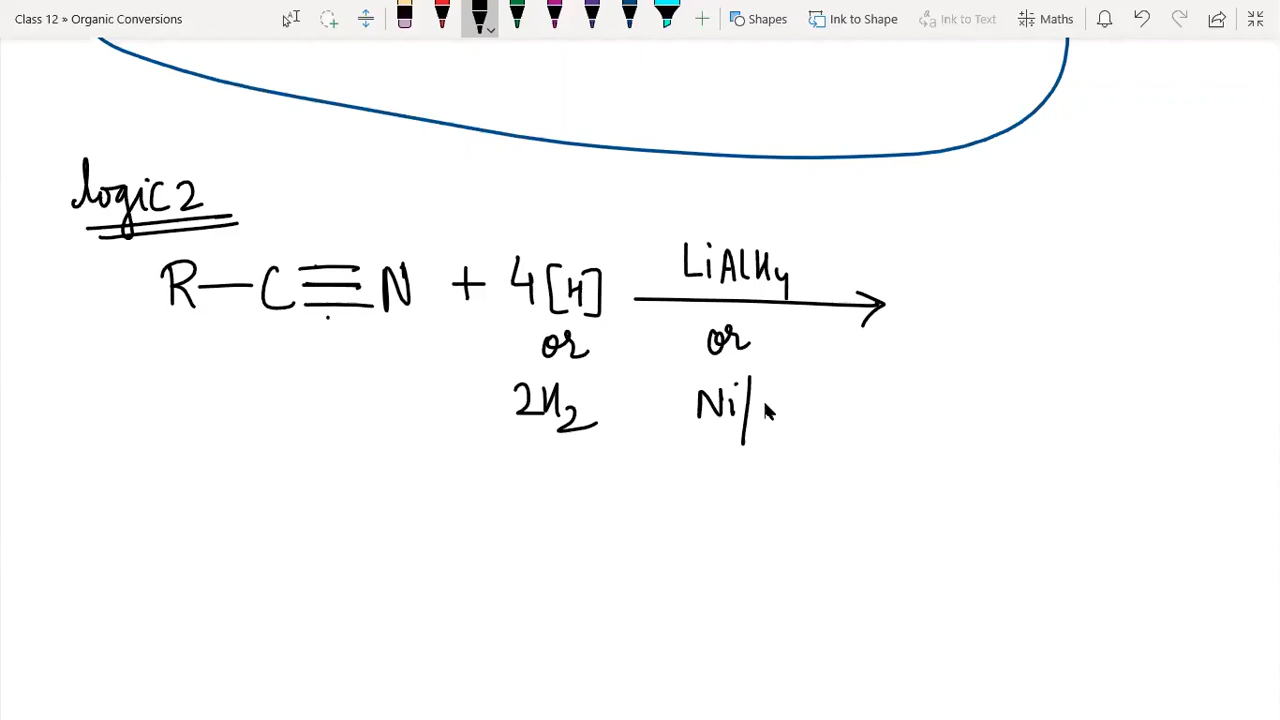 Class 12 » Organic Conversions
Shapes
Ink to Shape
Ink to Text
Maths
logic 2
R—C≡N + 4[H] LiAlH4
or or
2H2 Ni/